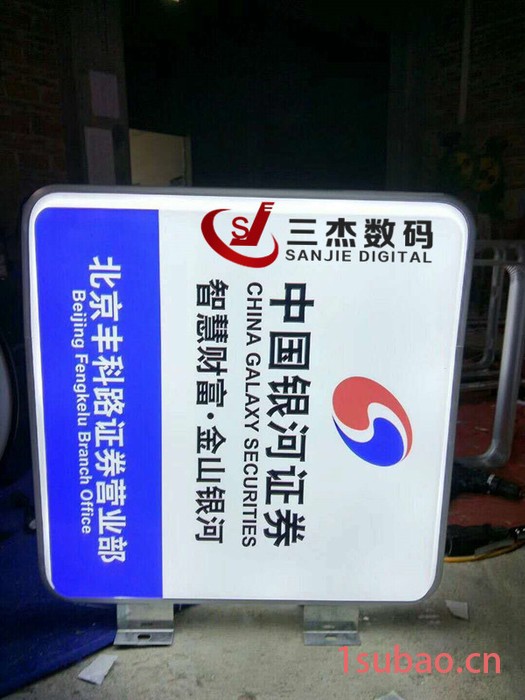 三杰数码
SANJIE DIGITAL
中国银河证券
CHINA GALAXY SECURITIES
智慧财富·金山银河
北京丰科路证券营业部
Beijing Fengkelu Branch Office
1subao.cn